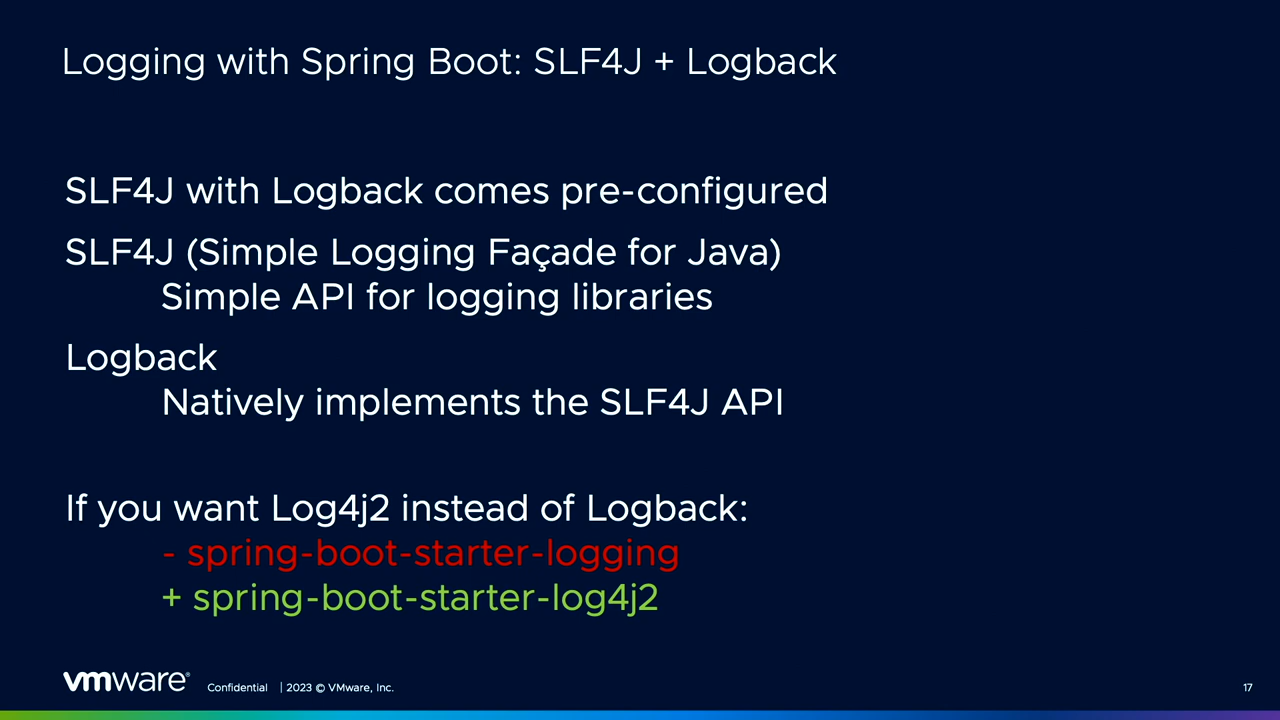 Logging with Spring Boot: SLF4J + Logback
SLF4J with Logback comes pre-configured
SLF4J (Simple Logging Façade for Java)
Simple API for logging libraries
Logback
Natively implements the SLF4J API
If you want Log4j2 instead of Logback:
- spring-boot-starter-logging
+ spring-boot-starter-log4j2
vmware® Confidential | 2023 © VMware, Inc. 17